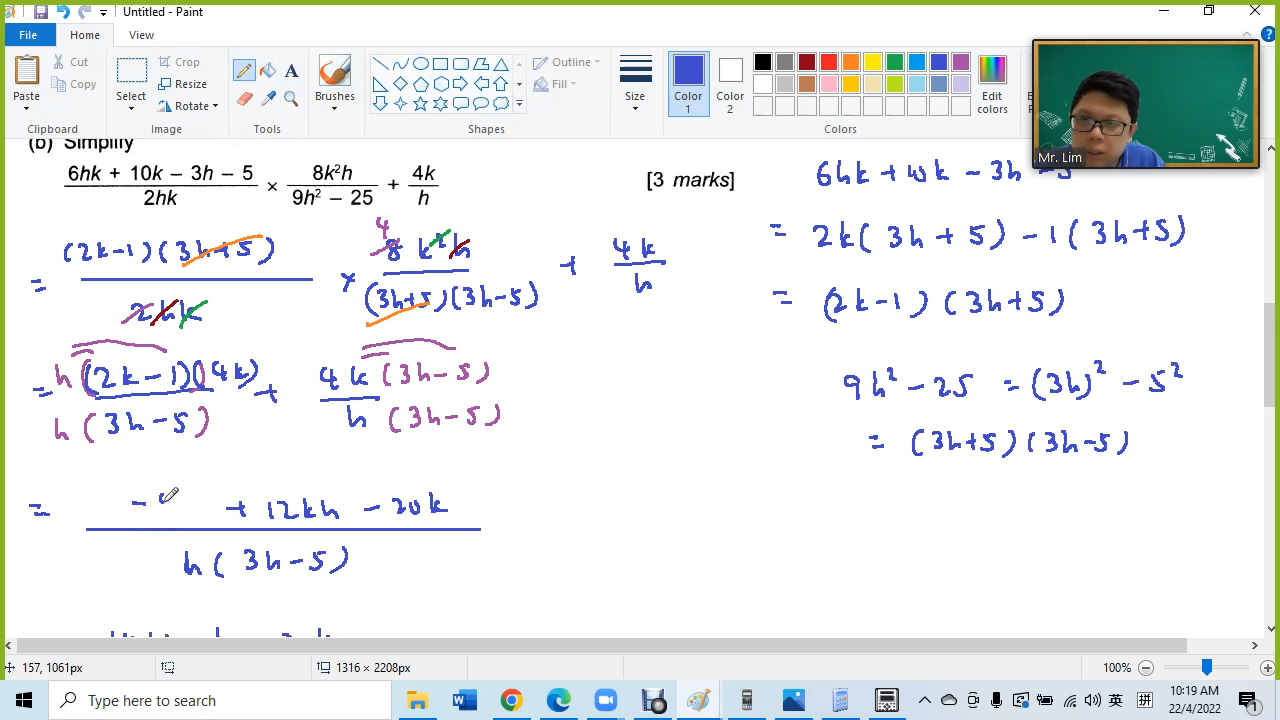 Untitled - Paint
File Home View
Paste Cut Copy Clipboard
Select Crop Resize Rotate Image
Tools
Brushes
Outline Fill Shapes
Size
Color 1 Color 2 Edit colors Colors
Mr. Lim
(b) Simplify
(6hk + 10k − 3h − 5)/(2hk) × (8k²h)/(9h² − 25) + (4k)/(h) [3 marks]
= ((2k-1)(3h+5))/(2hk) × (4 8k²h)/((3h+5)(3h-5)) + 4k/h
= (h(2k-1)(4k))/(h(3h-5)) + (4k(3h-5))/(h(3h-5))
= ( - + 12kh - 20k)/(h(3h-5))
6hk + 10k - 3h - 5
= 2k(3h+5) - 1(3h+5)
= (2k-1)(3h+5)
9h² - 25 = (3h)² - 5²
= (3h+5)(3h-5)
157, 1061px 1316 × 2208px 100%
Type here to search
英 拼
10:19 AM
22/4/2022
1